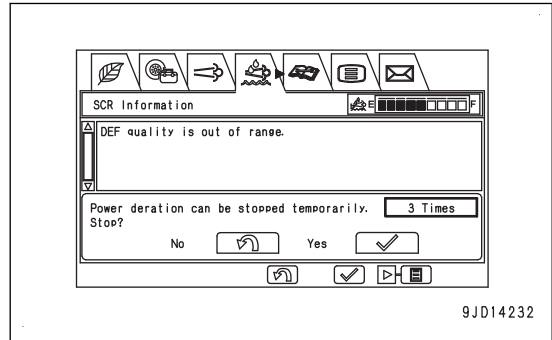 SCR Information
E F
DEF quality is out of range.
Power deration can be stopped temporarily. 3 Times
Stop?
No Yes
9JD14232